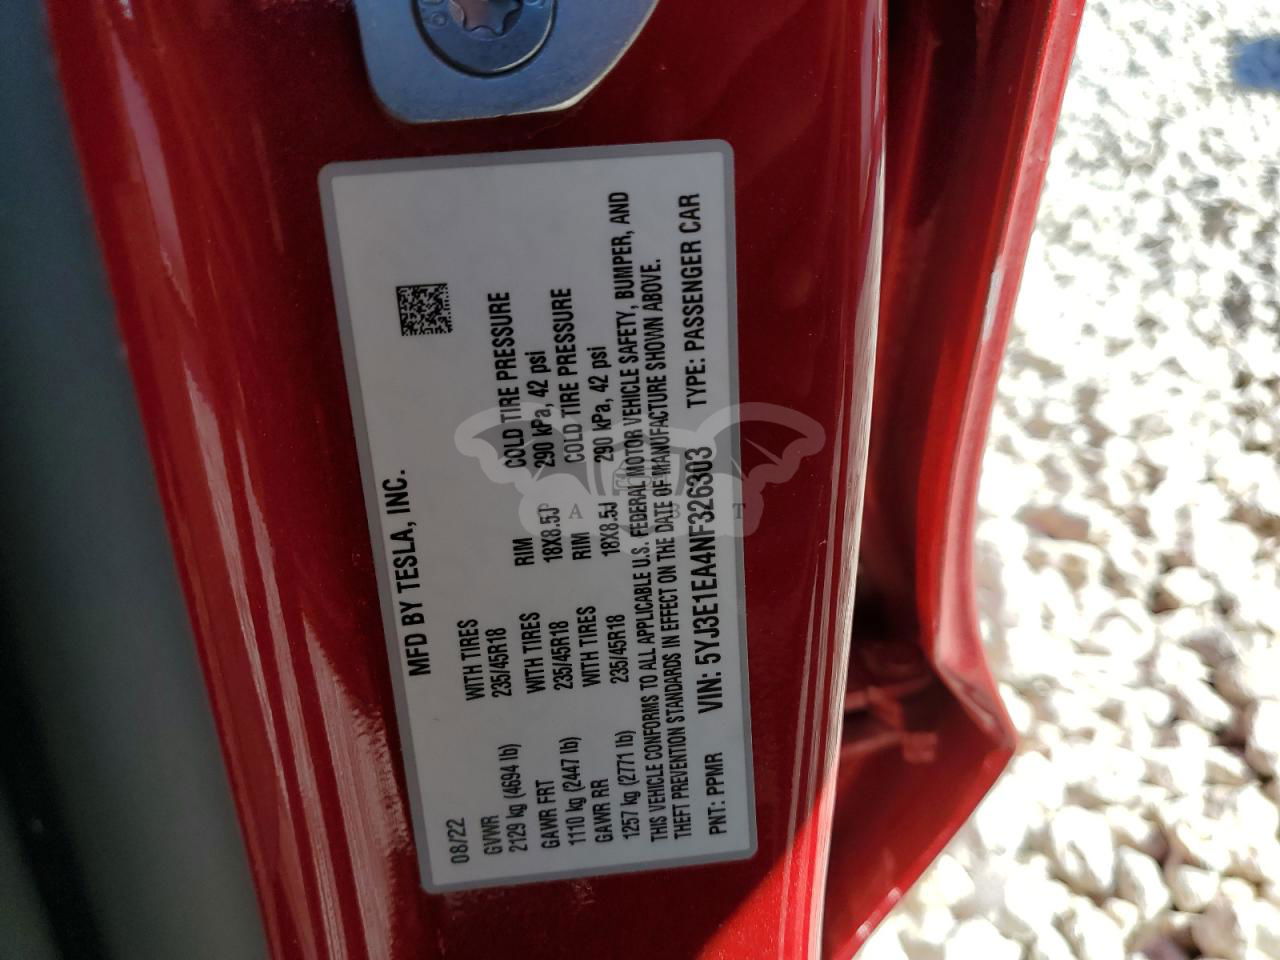 MFD BY TESLA, INC.
08/22
GVWR WITH TIRES RIM COLD TIRE PRESSURE
2129 kg (4694 lb) 235/45R18 18X8.5J 290 kPa, 42 psi
GAWR FRT WITH TIRES RIM COLD TIRE PRESSURE
1110 kg (2447 lb) 235/45R18 18X8.5J 290 kPa, 42 psi
GAWR RR WITH TIRES
1257 kg (2771 lb) 235/45R18
THIS VEHICLE CONFORMS TO ALL APPLICABLE U.S. FEDERAL MOTOR VEHICLE SAFETY, BUMPER, AND
THEFT PREVENTION STANDARDS IN EFFECT ON THE DATE OF MANUFACTURE SHOWN ABOVE.
PNT: PPMR VIN: 5YJ3E1EA4NF326303 TYPE: PASSENGER CAR